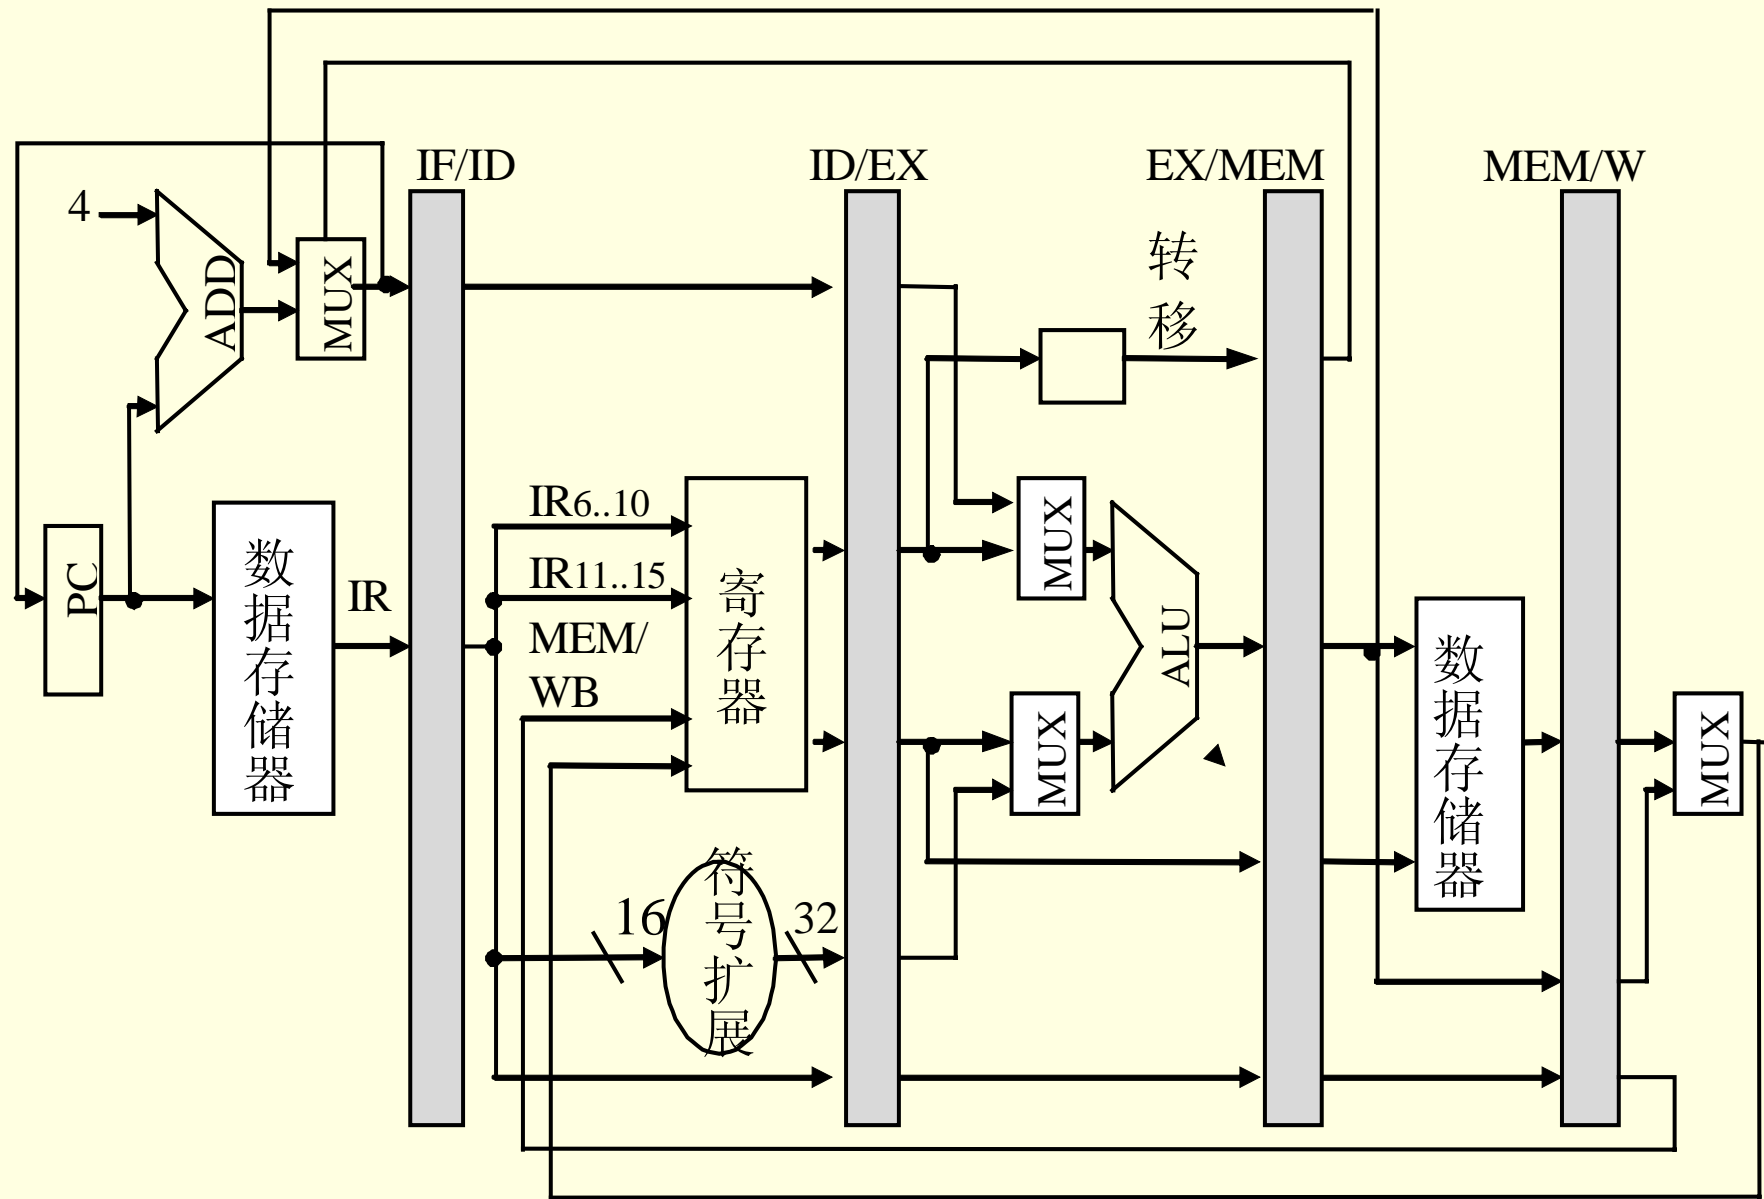 IF/ID
ID/EX
EX/MEM
MEM/W
4
ADD
MUX
转移
IR6..10
IR11..15
MEM/
WB
PC
数据存储器
IR
寄存器
MUX
ALU
MUX
数据存储器
MUX
16
符号扩展
32